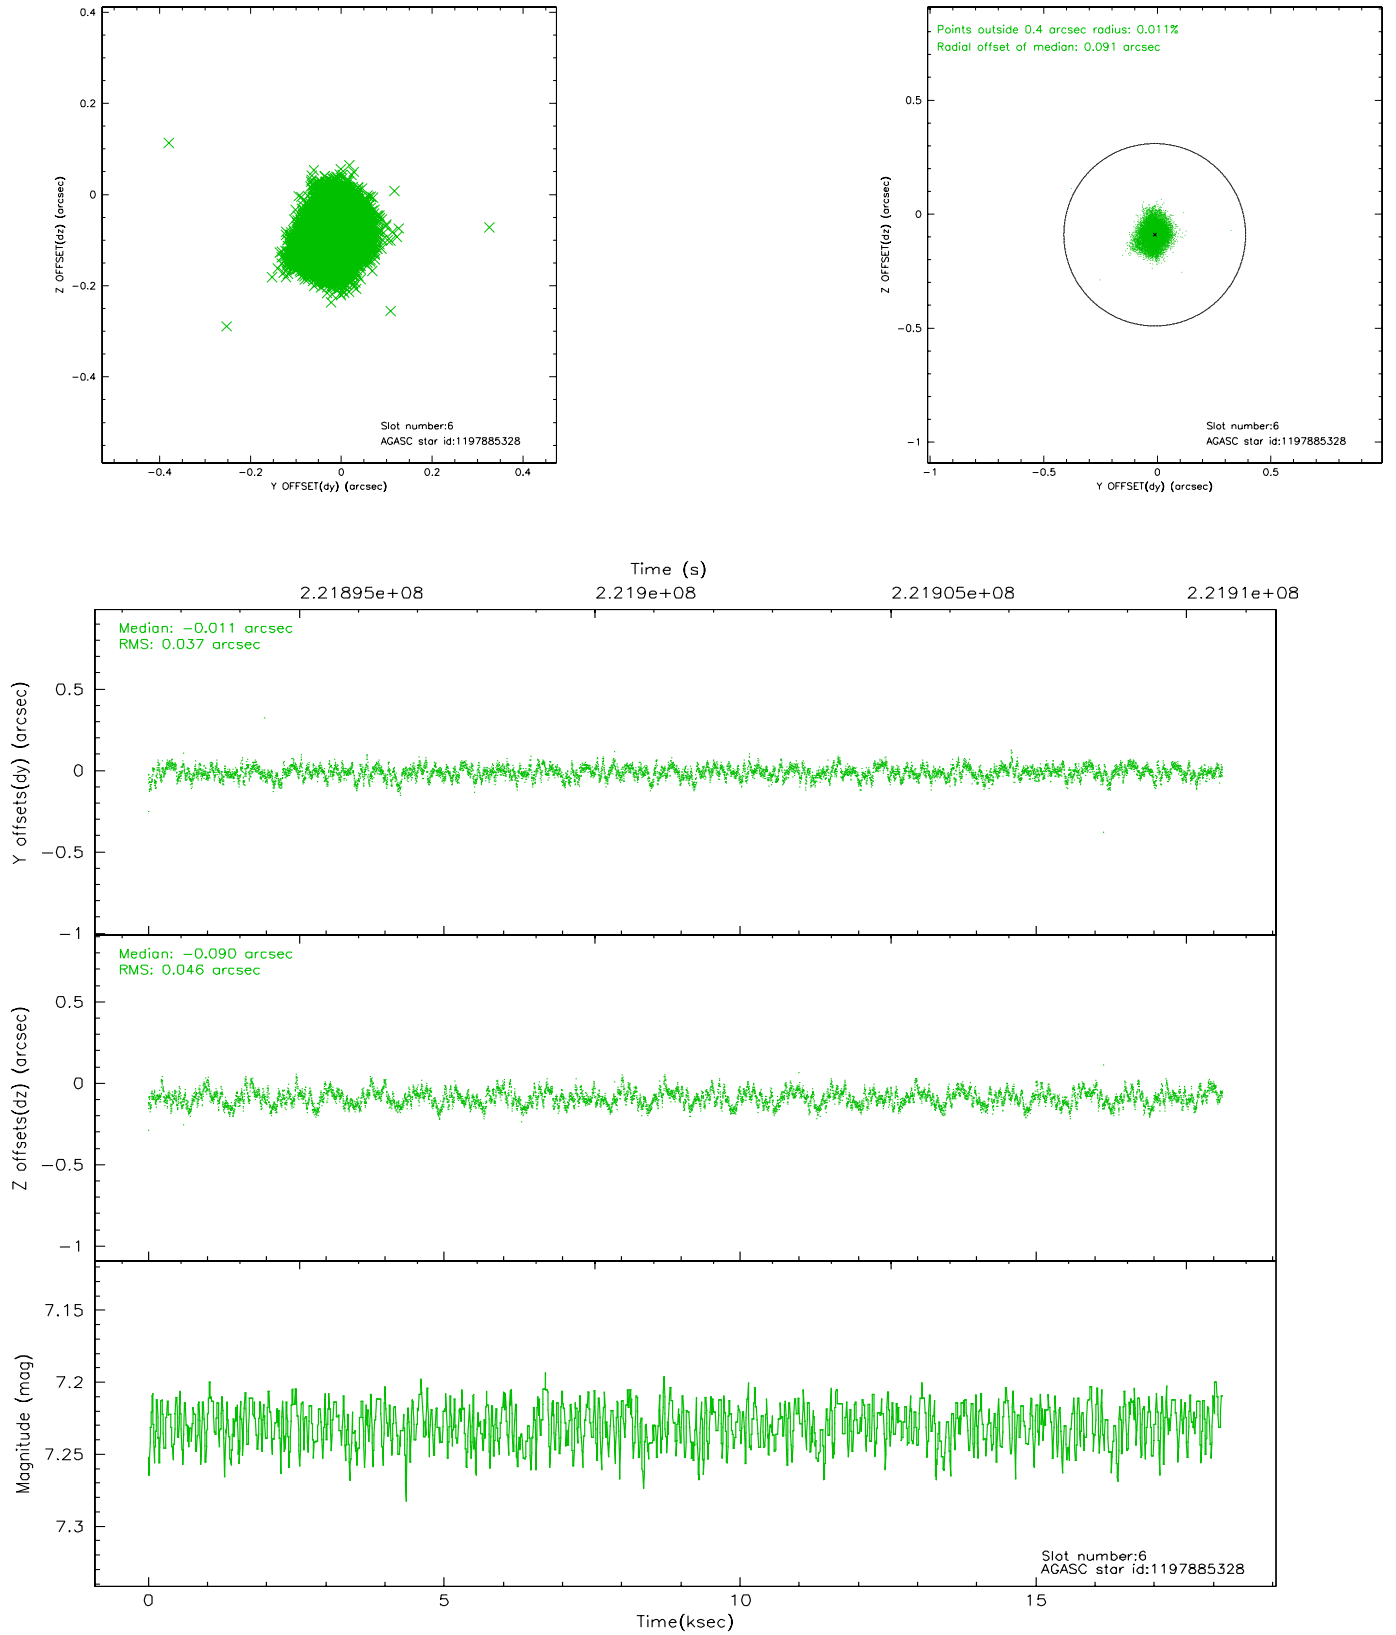 0.4
0.2
0
−0.2
−0.4
−0.4
−0.2
0
0.2
0.4
Z OFFSET(dz) (arcsec)
Y OFFSET(dy) (arcsec)
Slot number:6
AGASC star id:1197885328
Points outside 0.4 arcsec radius: 0.011%
Radial offset of median: 0.091 arcsec
0.5
0
−0.5
−1
−1
−0.5
0
0.5
Z OFFSET(dz) (arcsec)
Y OFFSET(dy) (arcsec)
Slot number:6
AGASC star id:1197885328
Time (s)
2.21895e+08
2.219e+08
2.21905e+08
2.2191e+08
Median: −0.011 arcsec
RMS: 0.037 arcsec
0.5
0
−0.5
−1
Y offsets(dy) (arcsec)
Median: −0.090 arcsec
RMS: 0.046 arcsec
0.5
0
−0.5
−1
Z offsets(dz) (arcsec)
7.15
7.2
7.25
7.3
Magnitude (mag)
Slot number:6
AGASC star id:1197885328
0
5
10
15
Time(ksec)